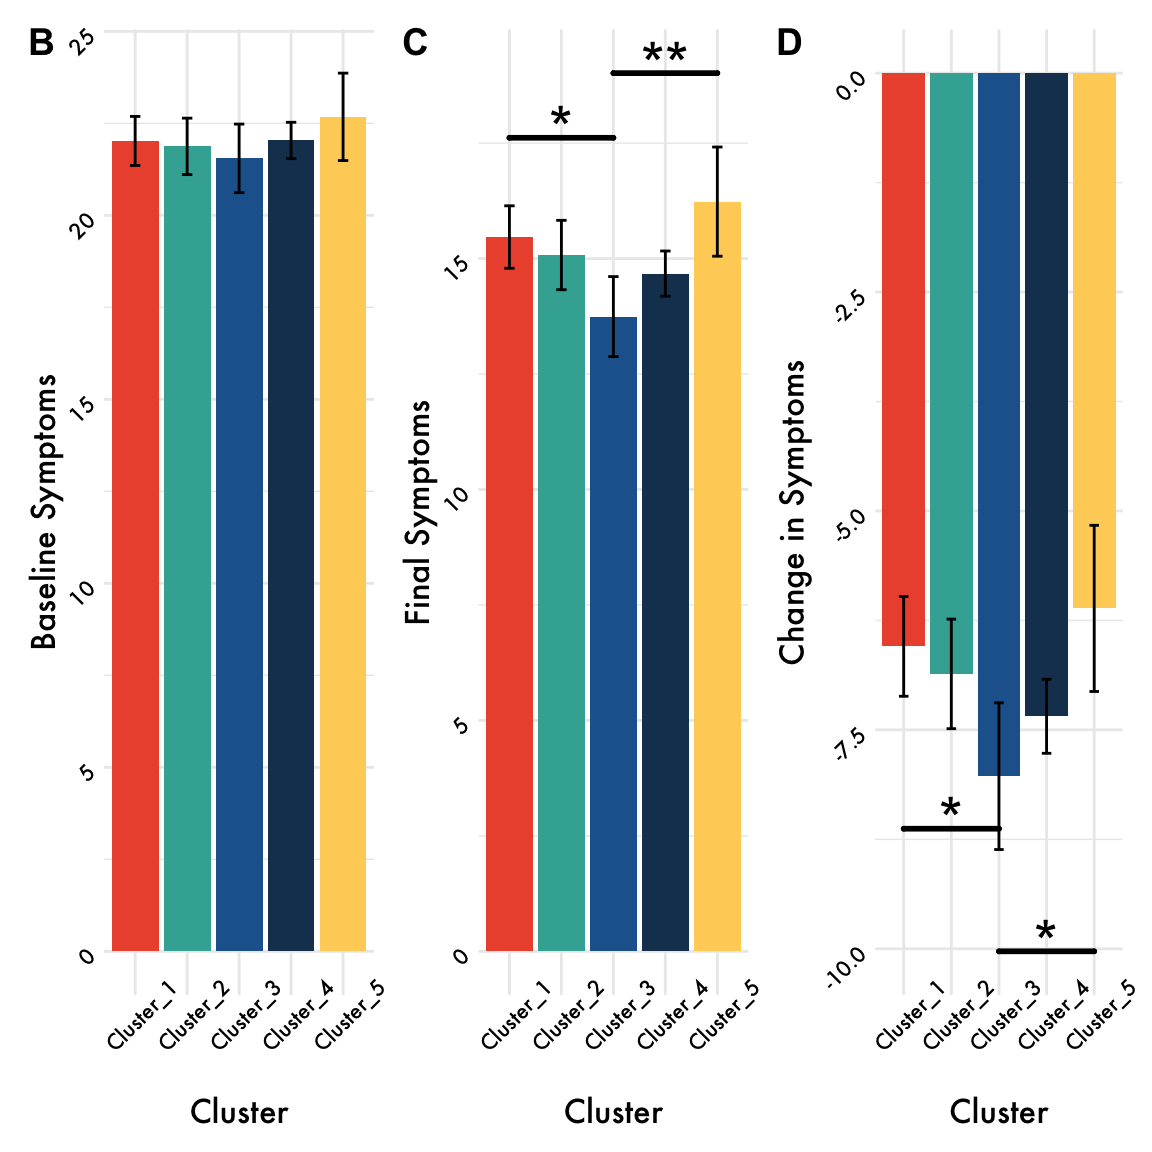 B
Baseline Symptoms
25
20
15
10
5
0
Cluster_1
Cluster_2
Cluster_3
Cluster_4
Cluster_5
Cluster
C
Final Symptoms
15
10
5
0
*
**
Cluster_1
Cluster_2
Cluster_3
Cluster_4
Cluster_5
Cluster
D
Change in Symptoms
0.0
-2.5
-5.0
-7.5
-10.0
*
*
Cluster_1
Cluster_2
Cluster_3
Cluster_4
Cluster_5
Cluster